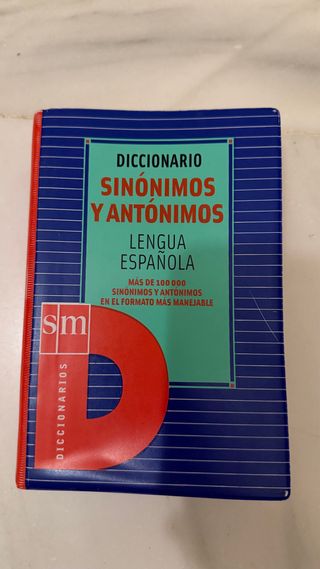 DICCIONARIO
SINÓNIMOS
Y ANTÓNIMOS
LENGUA
ESPAÑOLA
MÁS DE 100 000
SINÓNIMOS Y ANTÓNIMOS
EN EL FORMATO MÁS MANEJABLE
sm
DICCIONARIOS
D